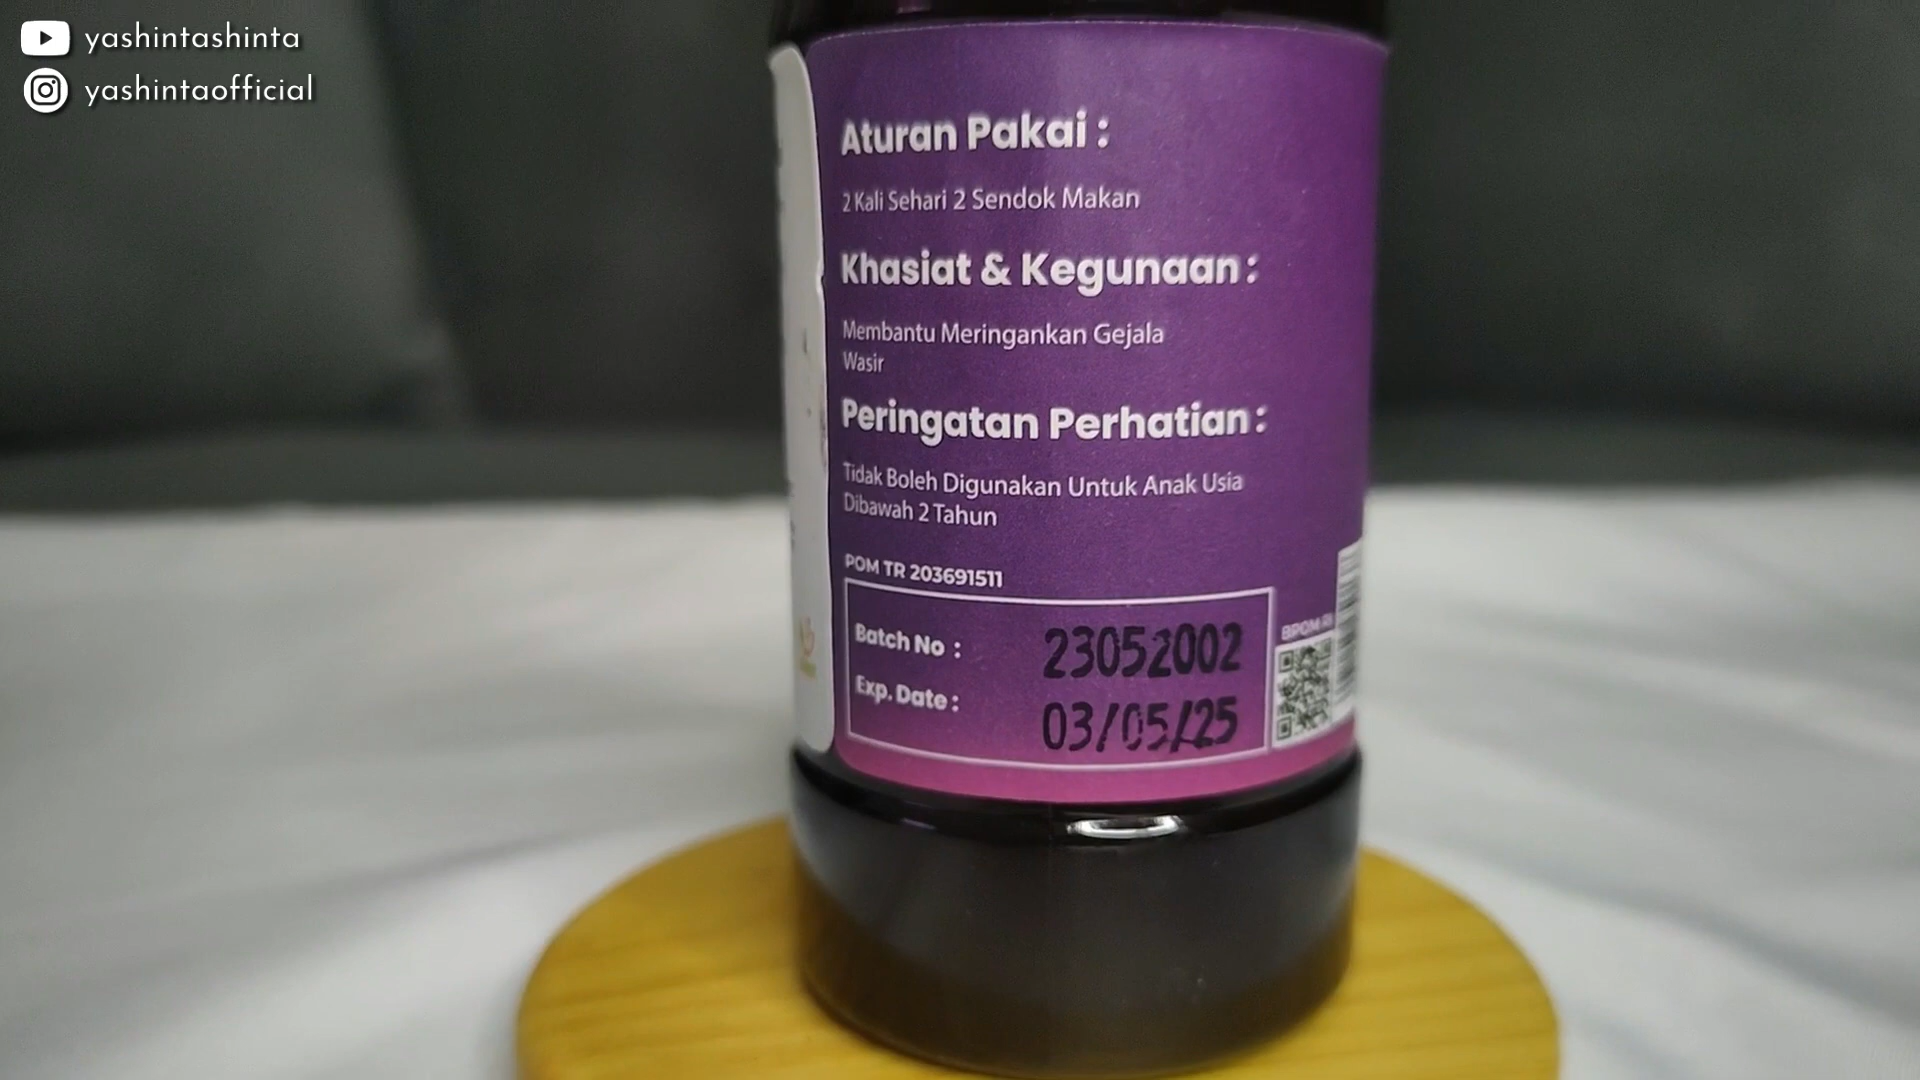 yashintashinta
yashintaofficial
Aturan Pakai :
2 Kali Sehari 2 Sendok Makan
Khasiat & Kegunaan :
Membantu Meringankan Gejala
Wasir
Peringatan Perhatian :
Tidak Boleh Digunakan Untuk Anak Usia
Dibawah 2 Tahun
POM TR 203691511
Batch No : 23052002
Exp. Date : 03/05/25
BPOM RI